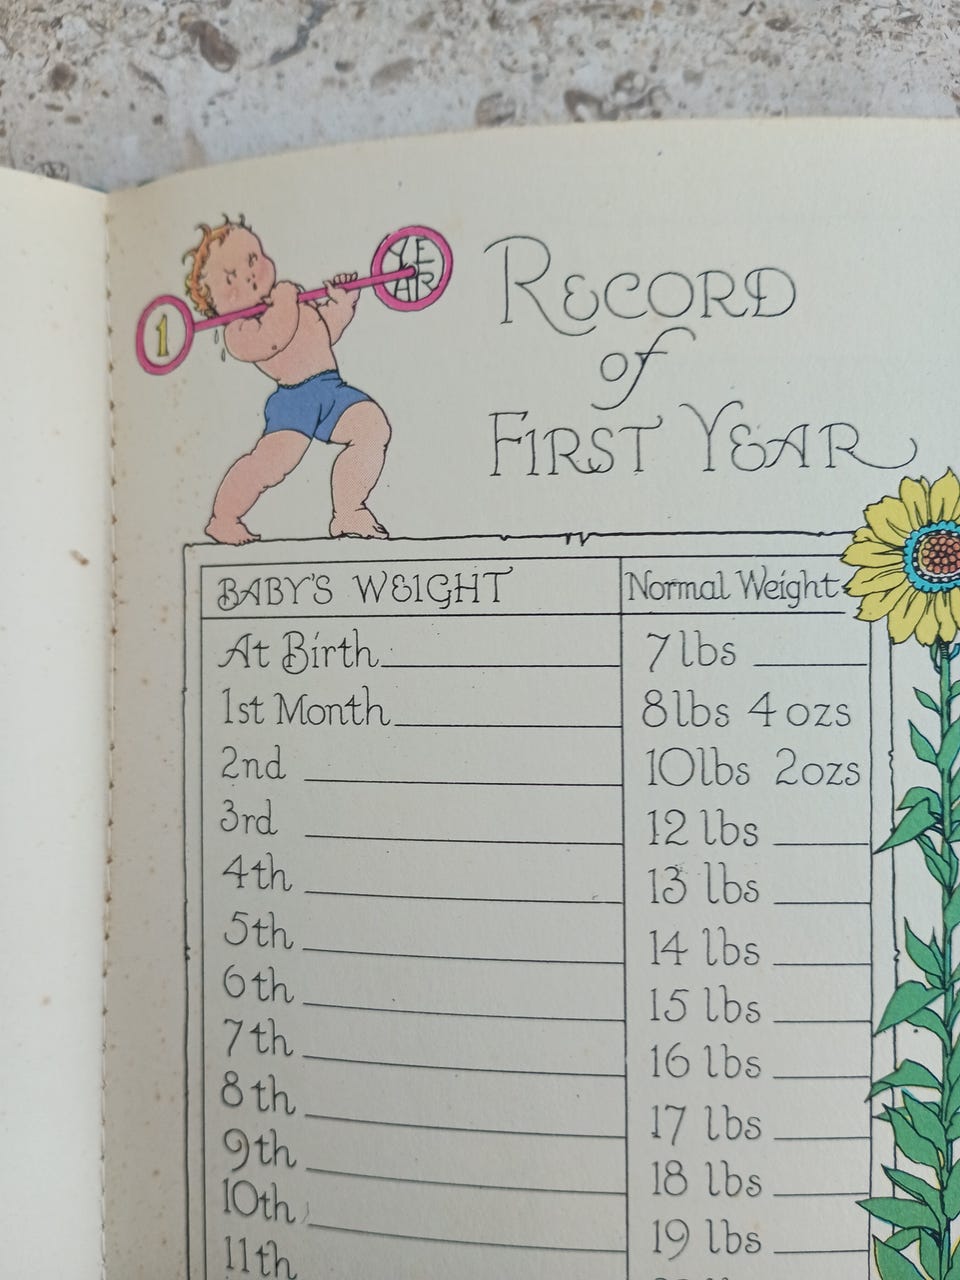 1
YE
AR
RECORD
of
FIRST YEAR
BABY'S WEIGHT Normal Weight
At Birth 7 lbs
1st Month 8 lbs 4 ozs
2nd 10 lbs 2 ozs
3rd 12 lbs
4th 13 lbs
5th 14 lbs
6th 15 lbs
7th 16 lbs
8th 17 lbs
9th 18 lbs
10th 19 lbs
11th